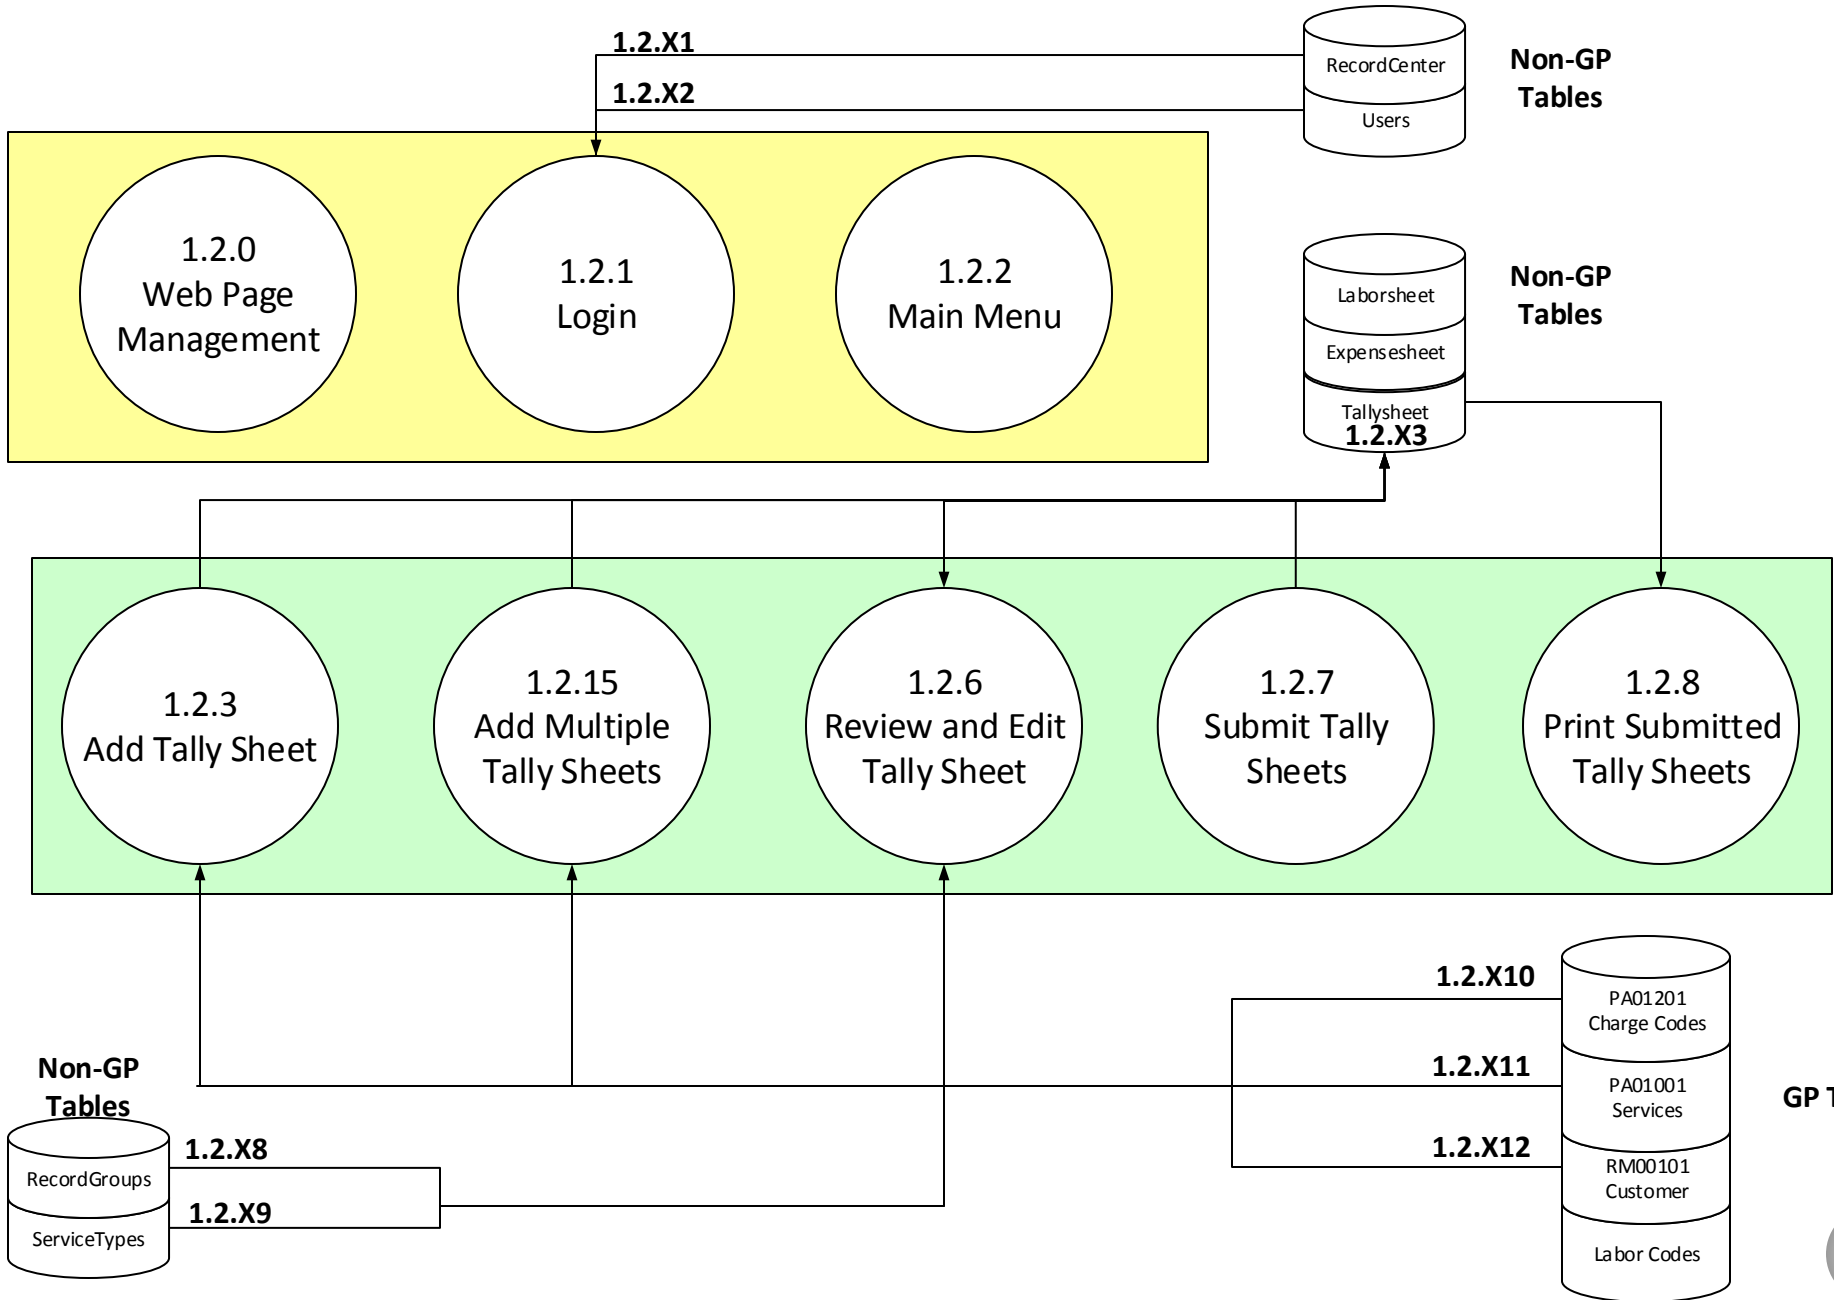 1.2.X1
1.2.X2
RecordCenter
Users
Non-GP
Tables
1.2.0
Web Page
Management
1.2.1
Login
1.2.2
Main Menu
Laborsheet
Expensesheet
Tallysheet
1.2.X3
Non-GP
Tables
1.2.3
Add Tally Sheet
1.2.15
Add Multiple
Tally Sheets
1.2.6
Review and Edit
Tally Sheet
1.2.7
Submit Tally
Sheets
1.2.8
Print Submitted
Tally Sheets
Non-GP
Tables
RecordGroups
ServiceTypes
1.2.X8
1.2.X9
1.2.X10
1.2.X11
1.2.X12
PA01201
Charge Codes
PA01001
Services
RM00101
Customer
Labor Codes
GP T